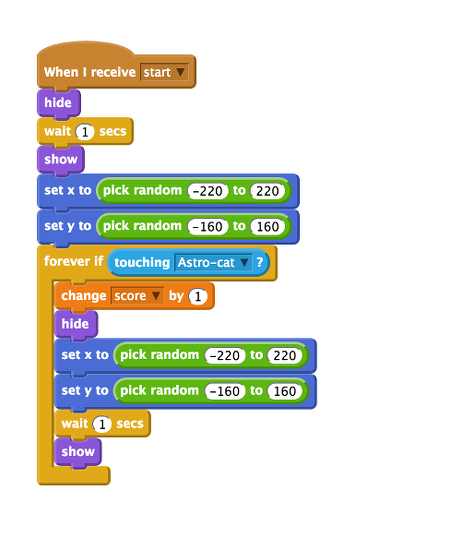 When I receive start
hide
wait 1 secs
show
set x to pick random -220 to 220
set y to pick random -160 to 160
forever if touching Astro-cat ?
change score by 1
hide
set x to pick random -220 to 220
set y to pick random -160 to 160
wait 1 secs
show